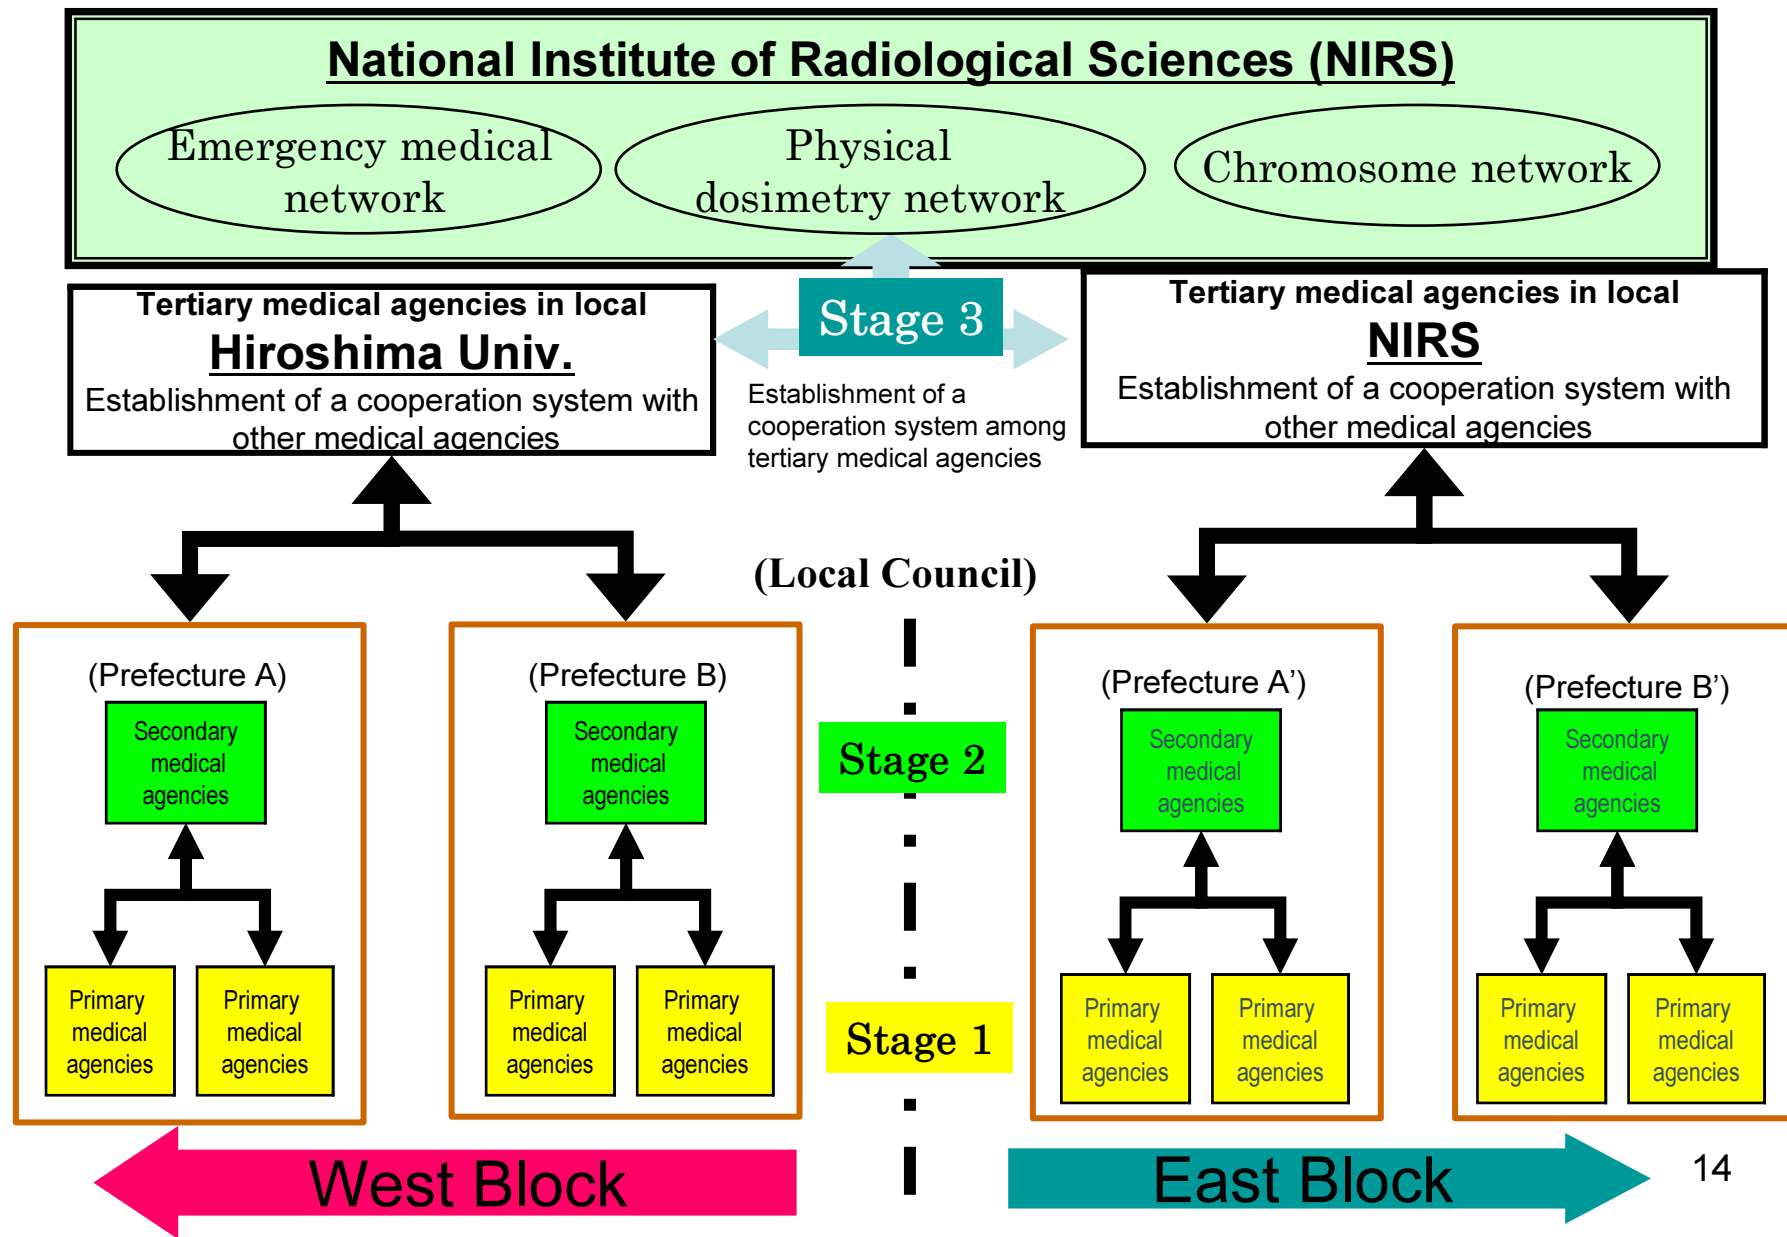 National Institute of Radiological Sciences (NIRS)
Emergency medical
network
Physical
dosimetry network
Chromosome network
Tertiary medical agencies in local
Hiroshima Univ.
Establishment of a cooperation system with
other medical agencies
Stage 3
Establishment of a
cooperation system among
tertiary medical agencies
Tertiary medical agencies in local
NIRS
Establishment of a cooperation system with
other medical agencies
(Local Council)
(Prefecture A)
Secondary
medical
agencies
Primary
medical
agencies
Primary
medical
agencies
(Prefecture B)
Secondary
medical
agencies
Primary
medical
agencies
Primary
medical
agencies
Stage 2
Stage 1
(Prefecture A’)
Secondary
medical
agencies
Primary
medical
agencies
Primary
medical
agencies
(Prefecture B’)
Secondary
medical
agencies
Primary
medical
agencies
Primary
medical
agencies
West Block
East Block
14